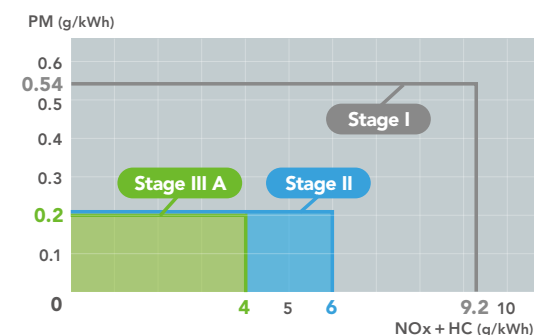 PM (g/kWh)
0.6
0.54
0.5
Stage I
0.4
0.3
Stage III A
Stage II
0.2
0.1
0
4
5
6
9.2
10
NOx + HC (g/kWh)